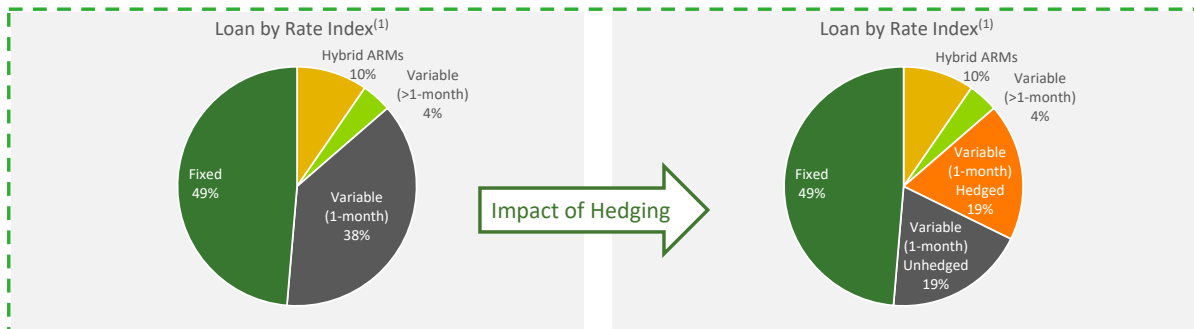 Loan by Rate Index(1)
Hybrid ARMs
10%
Variable
(>1-month)
4%
Fixed
49%
Variable
(1-month)
38%
Impact of Hedging
Loan by Rate Index(1)
Hybrid ARMs
10%
Variable
(>1-month)
4%
Fixed
49%
Variable
(1-month)
Hedged
19%
Variable
(1-month)
Unhedged
19%